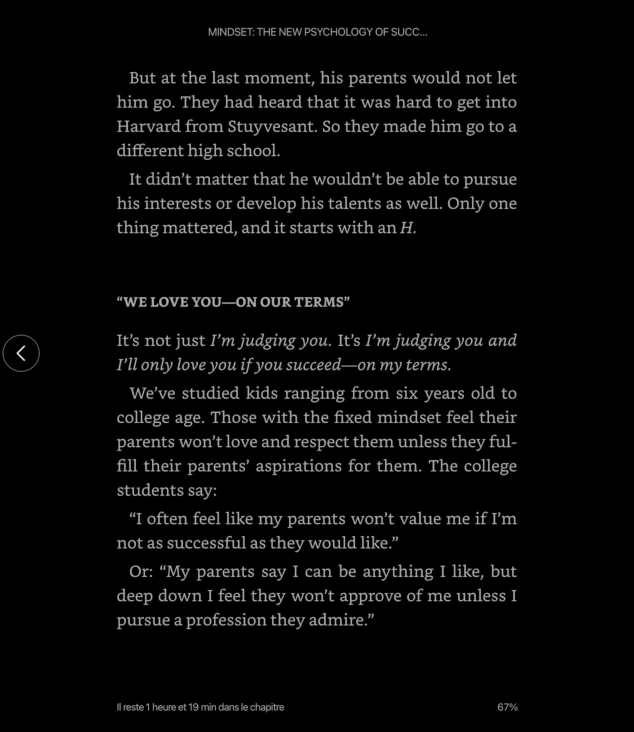 MINDSET: THE NEW PSYCHOLOGY OF SUCC...
But at the last moment, his parents would not let
him go. They had heard that it was hard to get into
Harvard from Stuyvesant. So they made him go to a
different high school.
It didn’t matter that he wouldn’t be able to pursue
his interests or develop his talents as well. Only one
thing mattered, and it starts with an H.
“WE LOVE YOU—ON OUR TERMS”
It’s not just I’m judging you. It’s I’m judging you and
I’ll only love you if you succeed—on my terms.
We’ve studied kids ranging from six years old to
college age. Those with the fixed mindset feel their
parents won’t love and respect them unless they ful-
fill their parents’ aspirations for them. The college
students say:
“I often feel like my parents won’t value me if I’m
not as successful as they would like.”
Or: “My parents say I can be anything I like, but
deep down I feel they won’t approve of me unless I
pursue a profession they admire.”
Il reste 1 heure et 19 min dans le chapitre 67%